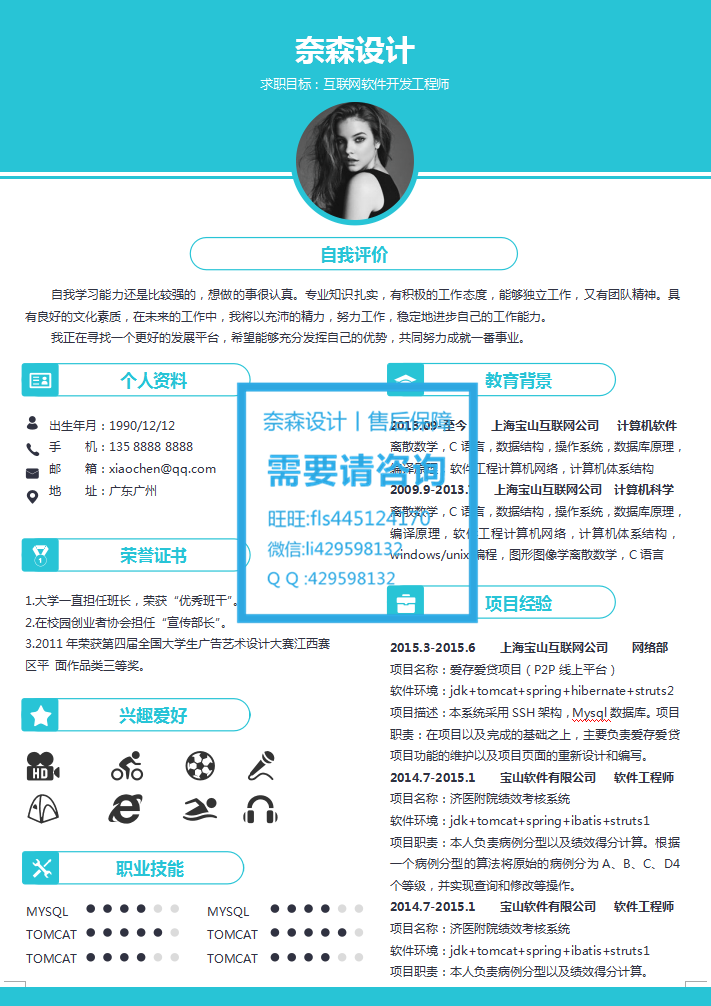 奈森设计
求职目标：互联网软件开发工程师
自我评价
自我学习能力还是比较强的，想做的事很认真。专业知识扎实，有积极的工作态度，能够独立工作，又有团队精神。具
有良好的文化素质，在未来的工作中，我将以充沛的精力，努力工作，稳定地进步自己的工作能力。
我正在寻找一个更好的发展平台，希望能够充分发挥自己的优势，共同努力成就一番事业。
个人资料
出生年月：1990/12/12
手 机：135 8888 8888
邮 箱：xiaochen@qq.com
地 址：广东广州
荣誉证书
1.大学一直担任班长，荣获“优秀班干”。
2.在校园创业者协会担任“宣传部长”。
3.2011 年荣获第四届全国大学生广告艺术设计大赛江西赛
区平 面作品类三等奖。
兴趣爱好
HD
职业技能
MYSQL
MYSQL
TOMCAT
TOMCAT
TOMCAT
TOMCAT
奈森设计丨售后保障
需要请咨询
旺旺:fls445124170
微信:li429598132
Q Q :429598132
教育背景
2013.09-至今 上海宝山互联网公司 计算机软件
离散数学，C 语言，数据结构，操作系统，数据库原理，
编译原理，软件工程计算机网络，计算机体系结构
2009.9-2013.7 上海宝山互联网公司 计算机科学
离散数学，C 语言，数据结构，操作系统，数据库原理，
编译原理，软件工程计算机网络，计算机体系结构，
windows/unix 编程，图形图像学离散数学，C 语言
项目经验
2015.3-2015.6 上海宝山互联网公司 网络部
项目名称：爱存爱贷项目（P2P 线上平台）
软件环境：jdk+tomcat+spring+hibernate+struts2
项目描述：本系统采用 SSH 架构，Mysql 数据库。项目
职责：在项目以及完成的基础之上，主要负责爱存爱贷
项目功能的维护以及项目页面的重新设计和编写。
2014.7-2015.1 宝山软件有限公司 软件工程师
项目名称：济医附院绩效考核系统
软件环境：jdk+tomcat+spring+ibatis+struts1
项目职责：本人负责病例分型以及绩效得分计算。根据
一个病例分型的算法将原始的病例分为 A、B、C、D4
个等级，并实现查询和修改等操作。
2014.7-2015.1 宝山软件有限公司 软件工程师
项目名称：济医附院绩效考核系统
软件环境：jdk+tomcat+spring+ibatis+struts1
项目职责：本人负责病例分型以及绩效得分计算。